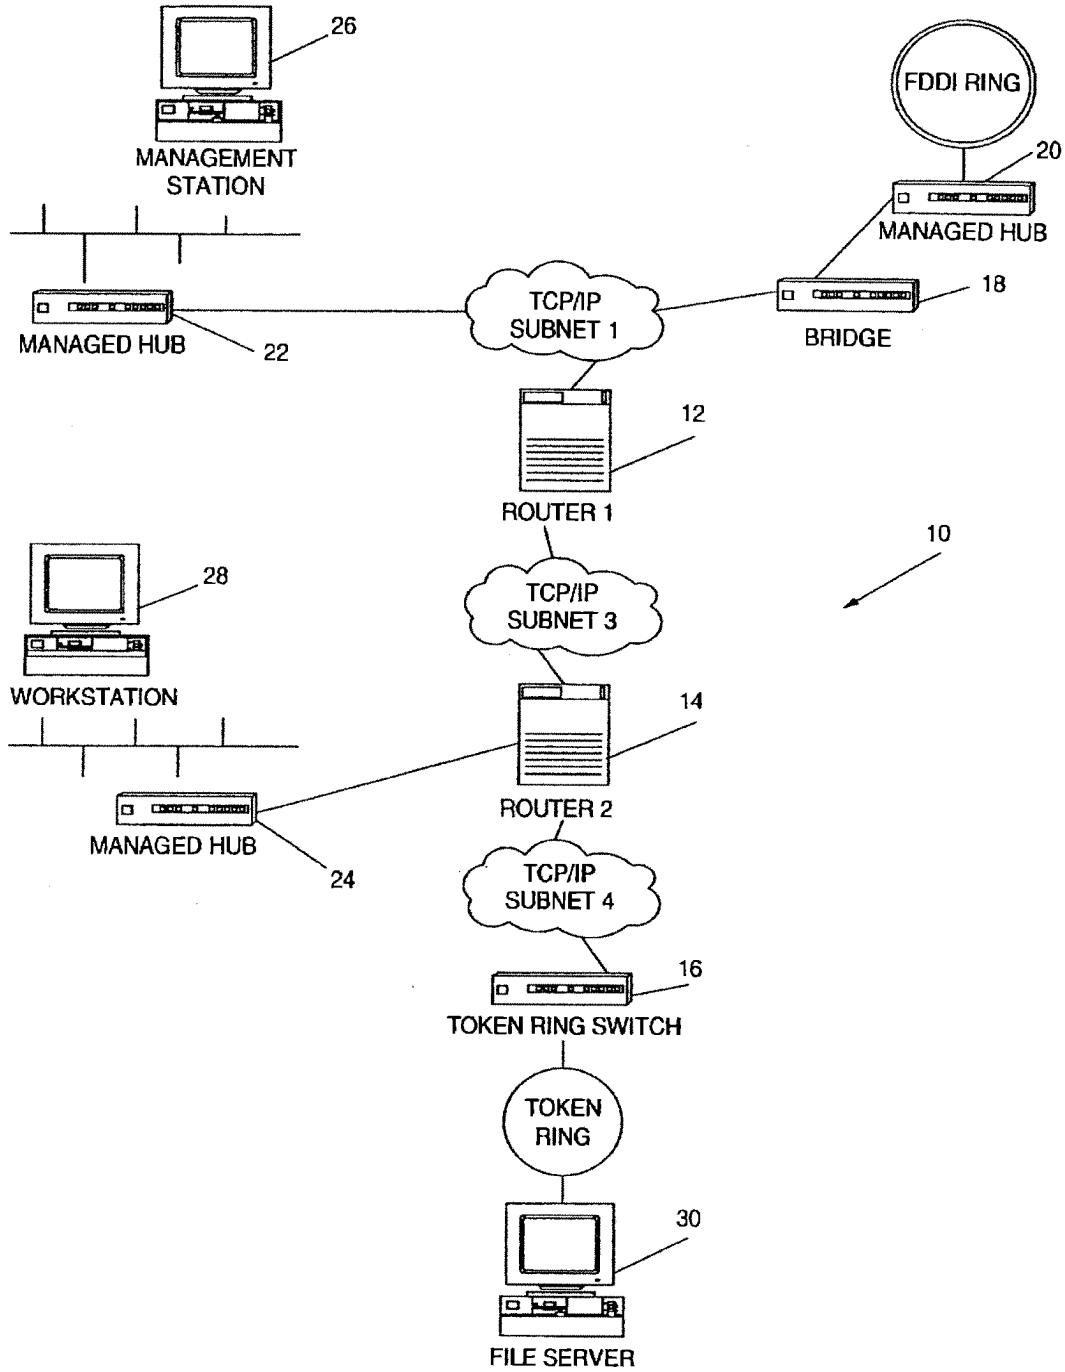 26
MANAGEMENT
STATION
FDDI RING
20
MANAGED HUB
18
BRIDGE
TCP/IP
SUBNET 1
MANAGED HUB
22
12
ROUTER 1
10
28
WORKSTATION
TCP/IP
SUBNET 3
14
ROUTER 2
MANAGED HUB
24
TCP/IP
SUBNET 4
16
TOKEN RING SWITCH
TOKEN
RING
30
FILE SERVER